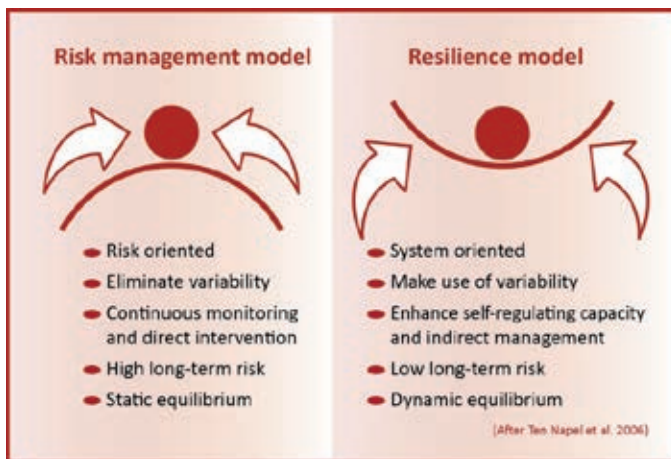 Risk management model
Risk oriented
Eliminate variability
Continuous monitoring
and direct intervention
High long-term risk
Static equilibrium
Resilience model
System oriented
Make use of variability
Enhance self-regulating capacity
and indirect management
Low long-term risk
Dynamic equilibrium
(After Ten Napel et al. 2006)